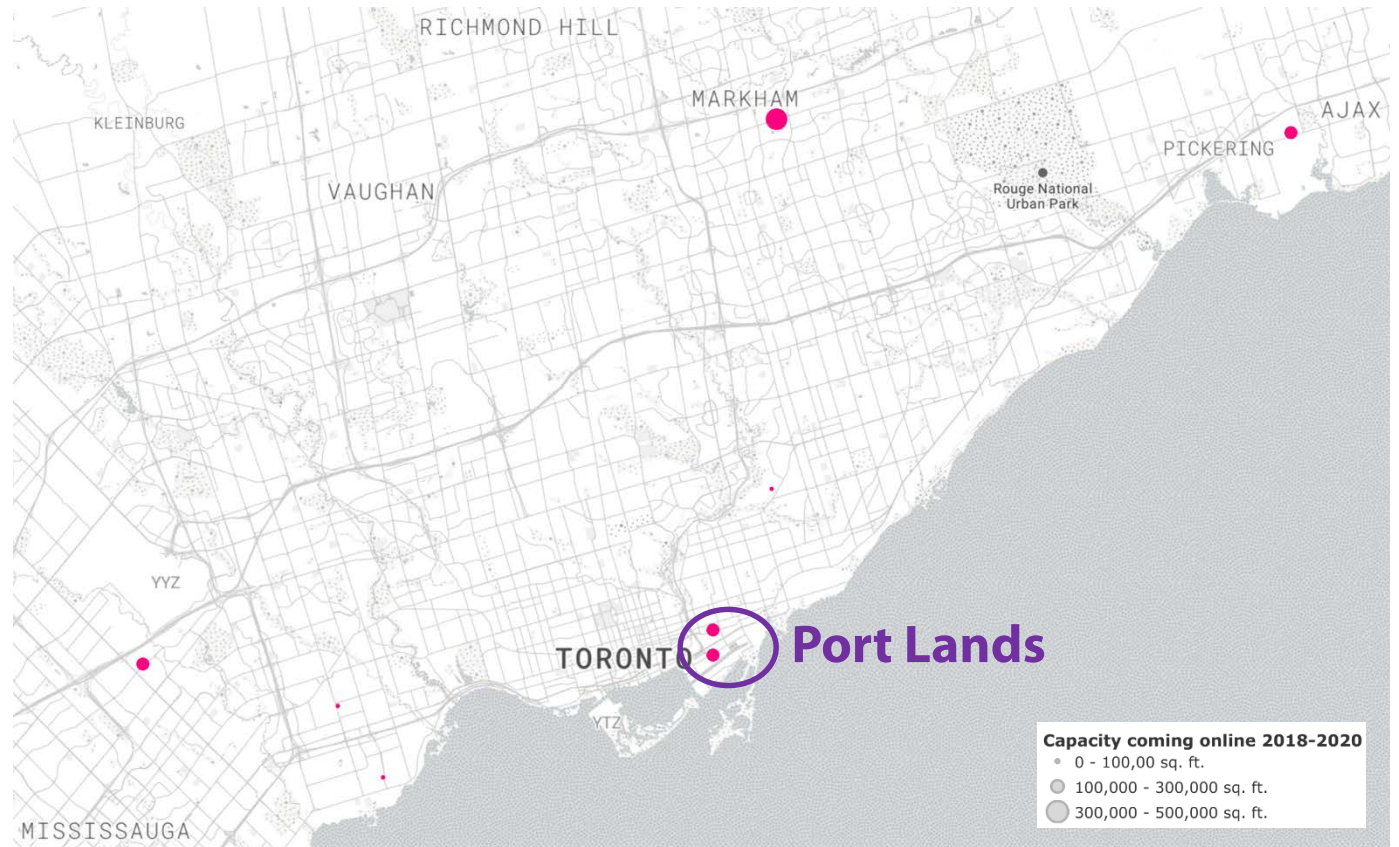 RICHMOND HILL
MARKHAM
AJAX
KLEINBURG
PICKERING
VAUGHAN
Rouge National
Urban Park
YYZ
TORONTO
Port Lands
YTZ
Capacity coming online 2018-2020
0 - 100,00 sq. ft.
100,000 - 300,000 sq. ft.
300,000 - 500,000 sq. ft.
MISSISSAUGA